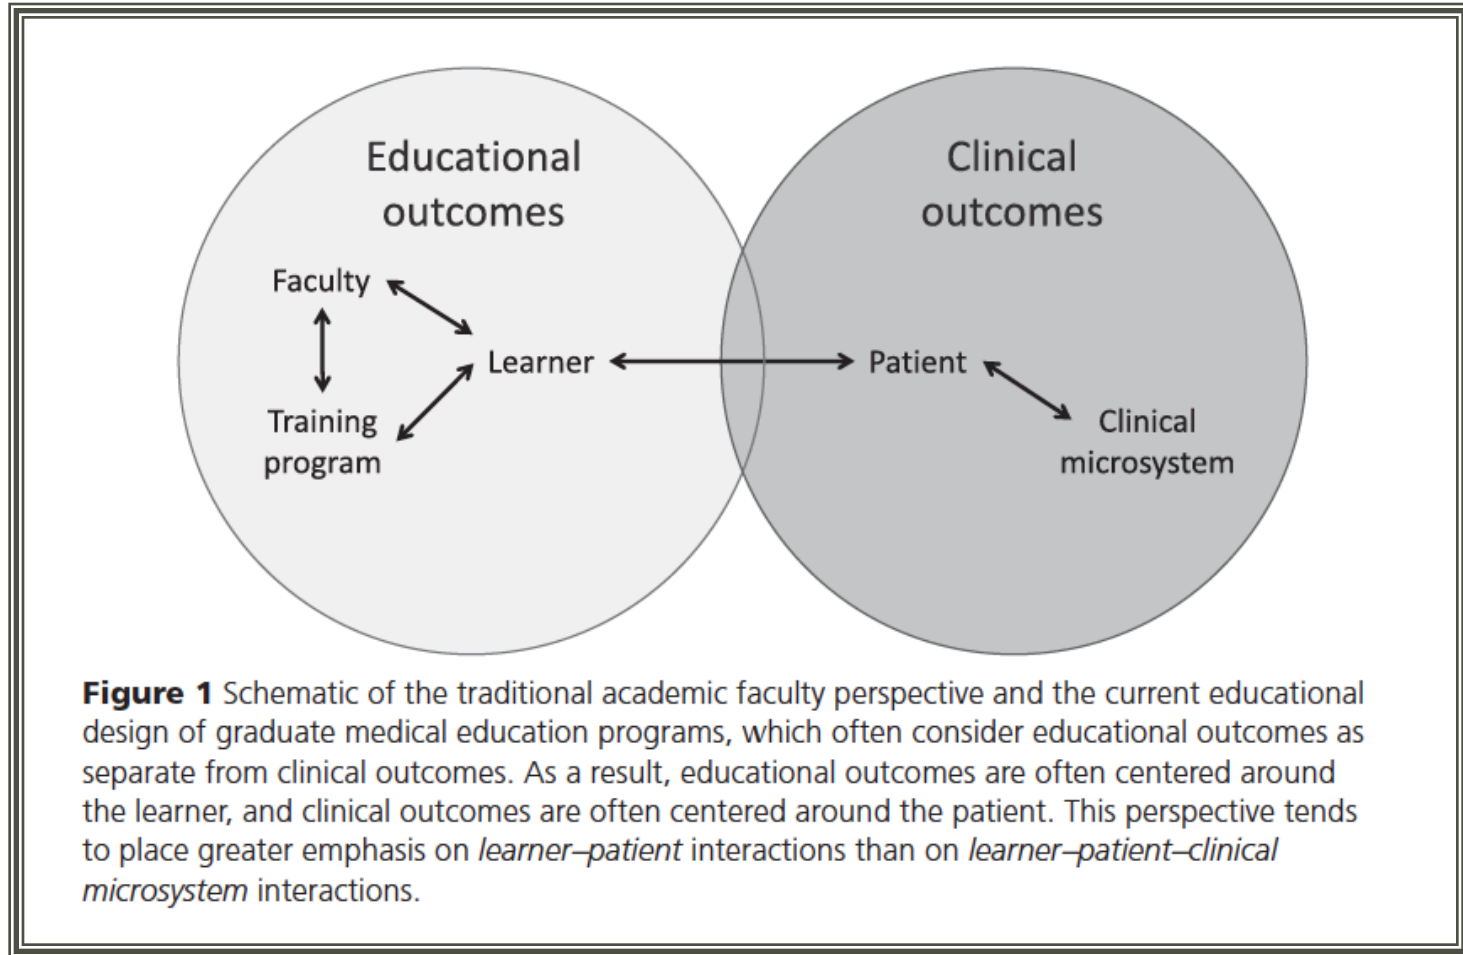 Educational
outcomes
Clinical
outcomes
Faculty
Learner
Patient
Training
program
Clinical
microsystem
Figure 1 Schematic of the traditional academic faculty perspective and the current educational
design of graduate medical education programs, which often consider educational outcomes as
separate from clinical outcomes. As a result, educational outcomes are often centered around
the learner, and clinical outcomes are often centered around the patient. This perspective tends
to place greater emphasis on learner–patient interactions than on learner–patient–clinical
microsystem interactions.